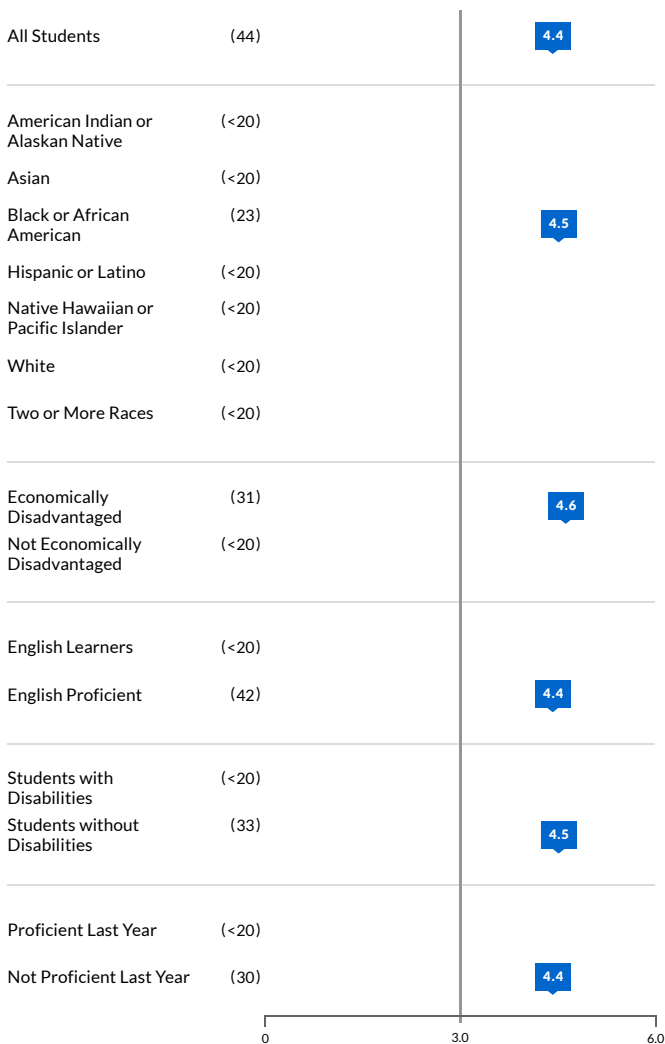 All Students (44) 4.4
American Indian or (<20)
Alaskan Native
Asian (<20)
Black or African (23) 4.5
American
Hispanic or Latino (<20)
Native Hawaiian or (<20)
Pacific Islander
White (<20)
Two or More Races (<20)
Economically (31) 4.6
Disadvantaged
Not Economically (<20)
Disadvantaged
English Learners (<20)
English Proficient (42) 4.4
Students with (<20)
Disabilities
Students without (33) 4.5
Disabilities
Proficient Last Year (<20)
Not Proficient Last Year (30) 4.4
0 3.0 6.0